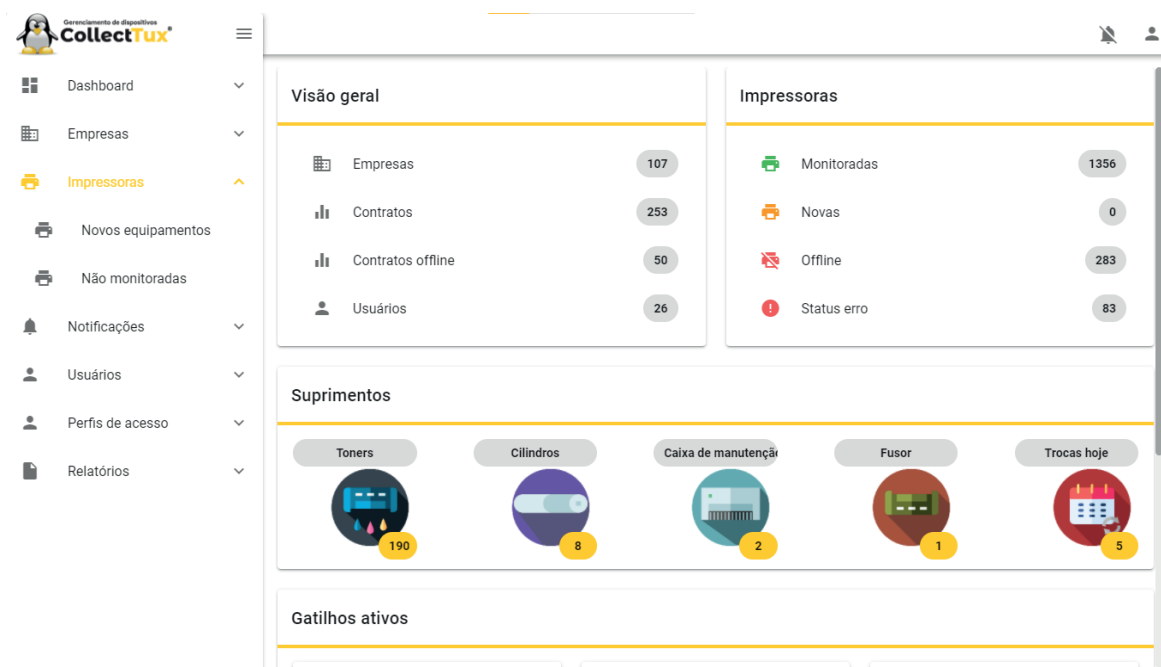 Gerenciamento de dispositivos
CollectTux®
Dashboard
Empresas
Impressoras
Novos equipamentos
Não monitoradas
Notificações
Usuários
Perfis de acesso
Relatórios
Visão geral
Empresas 107
Contratos 253
Contratos offline 50
Usuários 26
Impressoras
Monitoradas 1356
Novas 0
Offline 283
Status erro 83
Suprimentos
Toners Cilindros Caixa de manutenção Fusor Trocas hoje
190 8 2 1 5
Gatilhos ativos